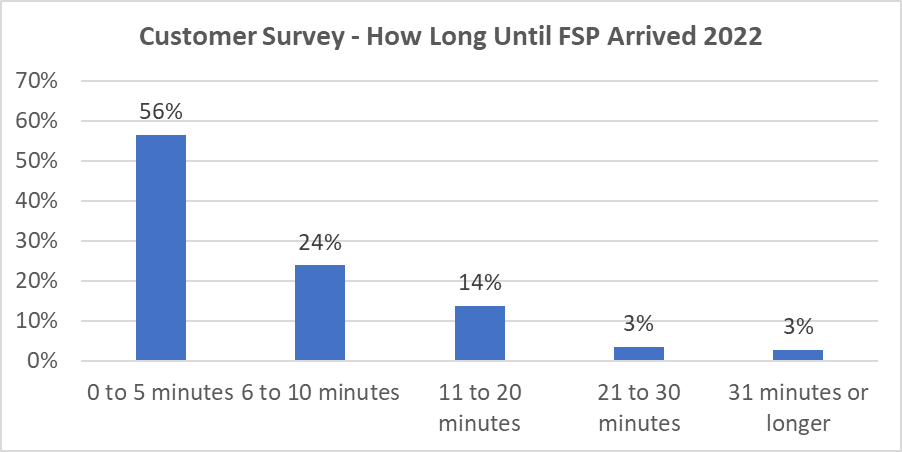 Customer Survey - How Long Until FSP Arrived 2022
70%
60%
50%
40%
30%
20%
10%
0%
56%
24%
14%
3%
3%
0 to 5 minutes
6 to 10 minutes
11 to 20
minutes
21 to 30
minutes
31 minutes or
longer